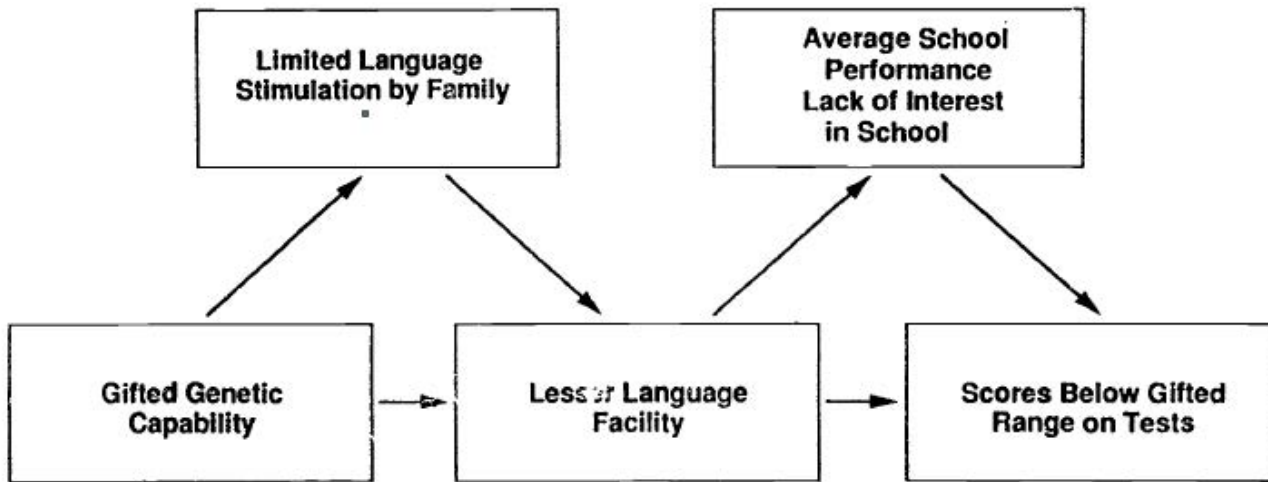 Limited Language
Stimulation by Family
Average School
Performance
Lack of Interest
in School
Gifted Genetic
Capability
Lesser Language
Facility
Scores Below Gifted
Range on Tests